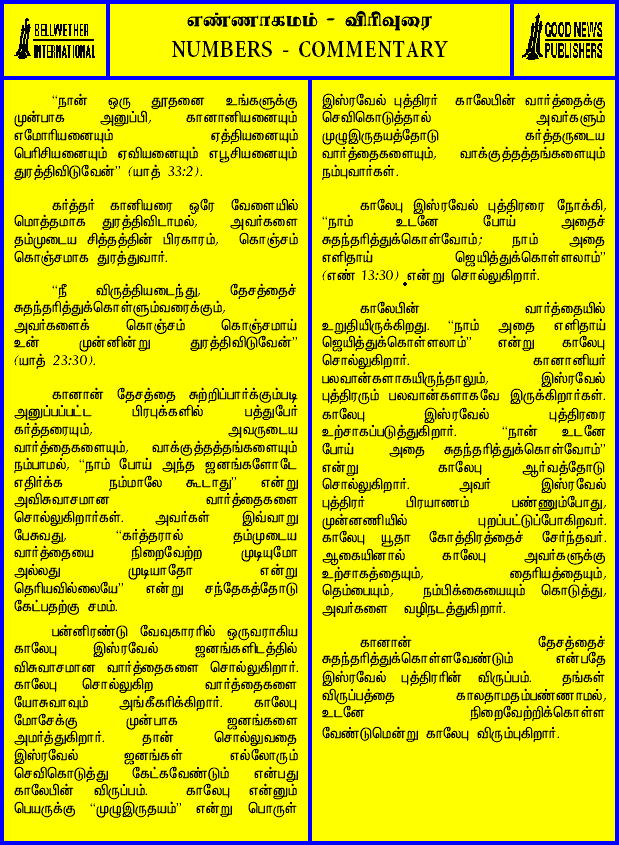 BELLWETHER
INTERNATIONAL
எண்ணாகமம் - விரிவுரை
NUMBERS - COMMENTARY
GOOD NEWS
PUBLISHERS
“நான் ஒரு தூதனை உங்களுக்கு
முன்பாக அனுப்பி, கானானியனையும்
எமோரியனையும் ஏத்தியனையும்
பெரிசியனையும் ஏவியனையும் எபூசியனையும்
துரத்திவிடுவேன்” (யாத் 33:2).
கர்த்தர் கானியரை ஒரே வேளையில்
மொத்தமாக துரத்திவிடாமல், அவர்களை
தம்முடைய சித்தத்தின் பிரகாரம், கொஞ்சம்
கொஞ்சமாக துரத்துவார்.
“நீ விருத்தியடைந்து, தேசத்தைச்
சுதந்தரித்துக்கொள்ளும்வரைக்கும்,
அவர்களைக் கொஞ்சம் கொஞ்சமாய்
உன் முன்னின்று துரத்திவிடுவேன்”
(யாத் 23:30).
கானான் தேசத்தை சுற்றிப்பார்க்கும்படி
அனுப்பப்பட்ட பிரபுக்களில் பத்துபேர்
கர்த்தரையும், அவருடைய
வார்த்தைகளையும், வாக்குத்தத்தங்களையும்
நம்பாமல், “நாம் போய் அந்த ஜனங்களோடே
எதிர்க்க நம்மாலே கூடாது” என்று
அவிசுவாசமான வார்த்தைகளை
சொல்லுகிறார்கள். அவர்கள் இவ்வாறு
பேசுவது, “கர்த்தரால் தம்முடைய
வார்த்தையை நிறைவேற்ற முடியுமோ
அல்லது முடியாதோ என்று
தெரியவில்லையே” என்று சந்தேகத்தோடு
கேட்பதற்கு சமம்.
பன்னிரண்டு வேவுகாரரில் ஒருவராகிய
காலேபு இஸ்ரவேல் ஜனங்களிடத்தில்
விசுவாசமான வார்த்தைகளை சொல்லுகிறார்.
காலேபு சொல்லுகிற வார்த்தைகளை
யோசுவாவும் அங்கீகரிக்கிறார். காலேபு
மோசேக்கு முன்பாக ஜனங்களை
அமர்த்துகிறார். தான் சொல்லுவதை
இஸ்ரவேல் ஜனங்கள் எல்லோரும்
செவிகொடுத்து கேட்கவேண்டும் என்பது
காலேபின் விருப்பம். காலேபு என்னும்
பெயருக்கு “முழுஇருதயம்” என்று பொருள்
இஸ்ரவேல் புத்திரர் காலேபின் வார்த்தைக்கு
செவிகொடுத்தால் அவர்களும்
முழுஇருதயத்தோடு கர்த்தருடைய
வார்த்தைகளையும், வாக்குத்தத்தங்களையும்
நம்புவார்கள்.
காலேபு இஸ்ரவேல் புத்திரரை நோக்கி,
“நாம் உடனே போய் அதைச்
சுதந்தரித்துக்கொள்வோம்; நாம் அதை
எளிதாய் ஜெயித்துக்கொள்ளலாம்”
(எண் 13:30) என்று சொல்லுகிறார்.
காலேபின் வார்த்தையில்
உறுதியிருக்கிறது. “நாம் அதை எளிதாய்
ஜெயித்துக்கொள்ளலாம்” என்று காலேபு
சொல்லுகிறார். கானானியர்
பலவான்களாகயிருந்தாலும், இஸ்ரவேல்
புத்திரரும் பலவான்களாகவே இருக்கிறார்கள்.
காலேபு இஸ்ரவேல் புத்திரரை
உற்சாகப்படுத்துகிறார். “நான் உடனே
போய் அதை சுதந்தரித்துக்கொள்வோம்”
என்று காலேபு ஆர்வத்தோடு
சொல்லுகிறார். அவர் இஸ்ரவேல்
புத்திரர் பிரயாணம் பண்ணும்போது,
முன்னணியில் புறப்பட்டுப்போகிறவர்.
காலேபு யூதா கோத்திரத்தைச் சேர்ந்தவர்.
ஆகையினால் காலேபு அவர்களுக்கு
உற்சாகத்தையும், தைரியத்தையும்,
தெம்பையும், நம்பிக்கையையும் கொடுத்து,
அவர்களை வழிநடத்துகிறார்.
கானான் தேசத்தைச்
சுதந்தரித்துக்கொள்ளவேண்டும் என்பதே
இஸ்ரவேல் புத்திரரின் விருப்பம். தங்கள்
விருப்பத்தை காலதாமதம்பண்ணாமல்,
உடனே நிறைவேற்றிக்கொள்ள
வேண்டுமென்று காலேபு விரும்புகிறார்.